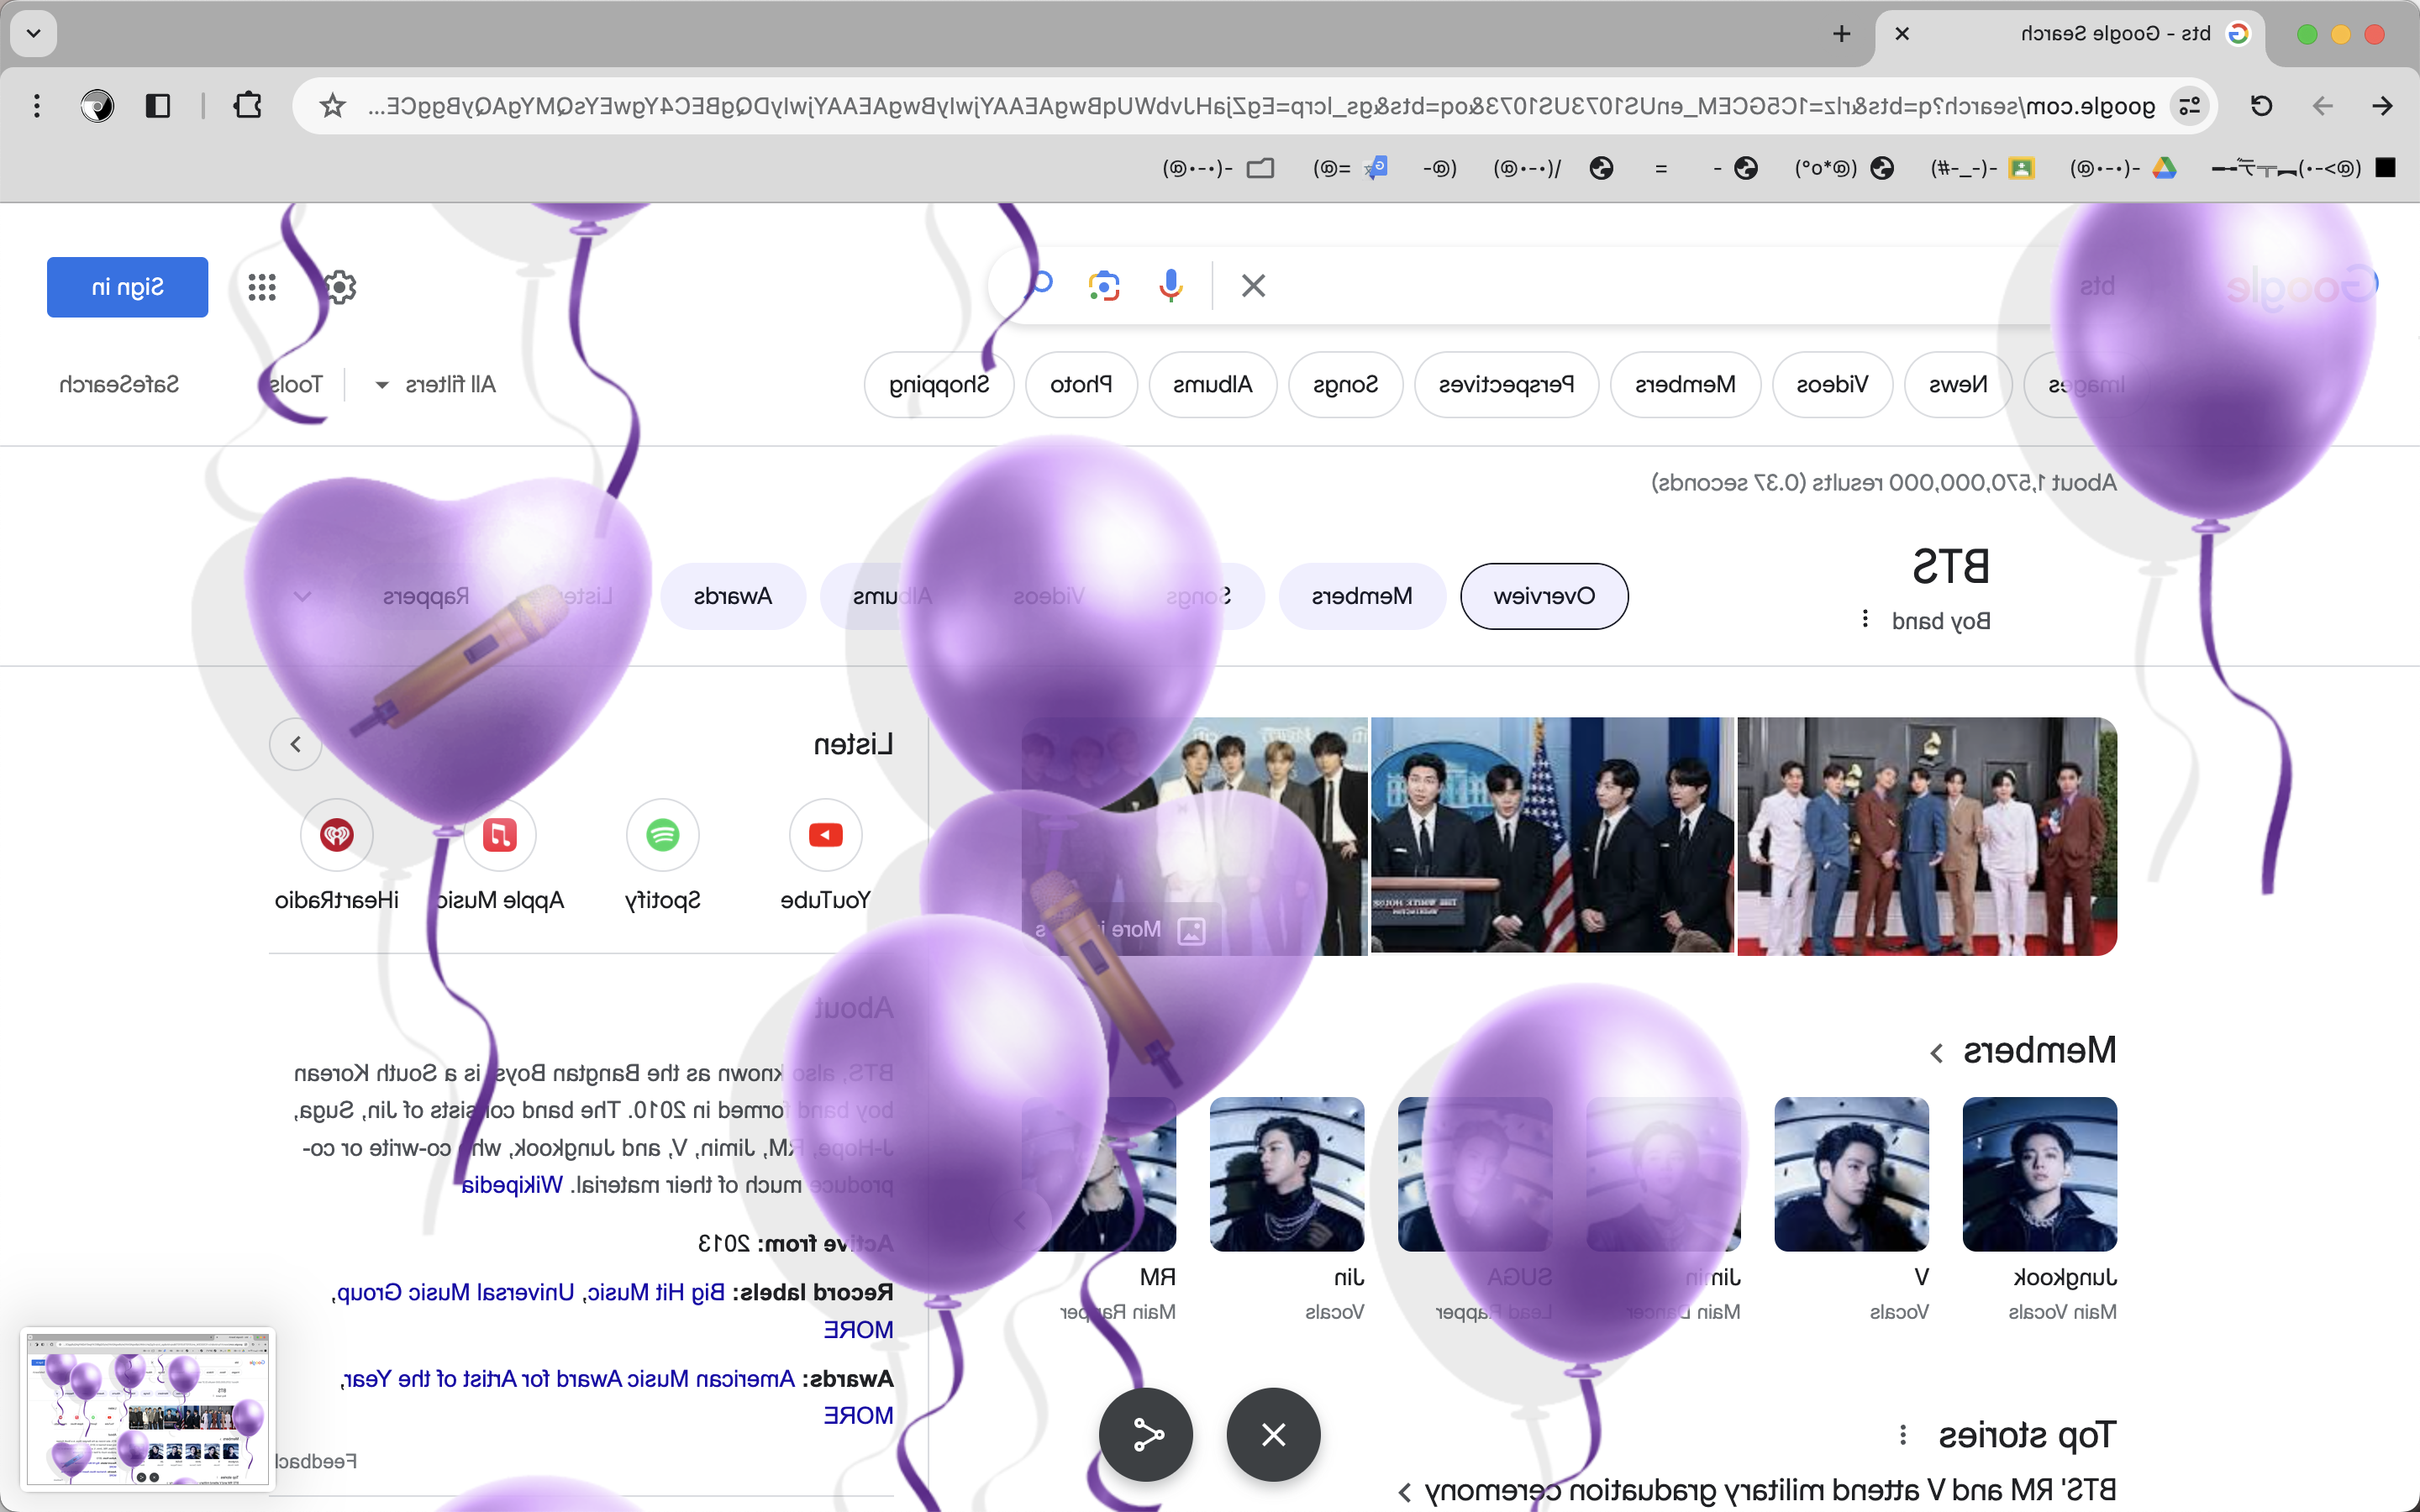 bts - Google Search
google.com/search?q=bts&rlz=1C5GCEM_enUS1073US1073&oq=bts&gs_lcrp=EgZjaHJvbWUqBwgAEAAYjwIyBwgAEAAYjwIyDQgBEC4YgwEYsQMYgAQyBggCE...
(@>-•)︻╦╤─ -(•-•@) -(-_-#) (@*o°) - = /(•-•@) (@- =@) -(•-•@)
Google bts Sign in
Images News Videos Members Perspectives Songs Albums Photo Shopping All filters Tools SafeSearch
About 1,570,000,000 results (0.37 seconds)
BTS
Boy band
Overview Members Songs Videos Albums Awards Listen Rappers
THE WHITE HOUSE
WASHINGTON
More
Members
Jungkook V Jimin SUGA Jin RM
Main Vocals Vocals Main Dancer Lead Rapper Vocals Main Rapper
Top stories
BTS' RM and V attend military graduation ceremony
Listen
YouTube Spotify Apple Music iHeartRadio
About
BTS, also known as the Bangtan Boys, is a South Korean
boy band formed in 2010. The band consists of Jin, Suga,
J-Hope, RM, Jimin, V, and Jungkook, who co-write or co-
produce much of their material. Wikipedia
Active from: 2013
Record labels: Big Hit Music, Universal Music Group,
MORE
Awards: American Music Award for Artist of the Year,
MORE
Feedback